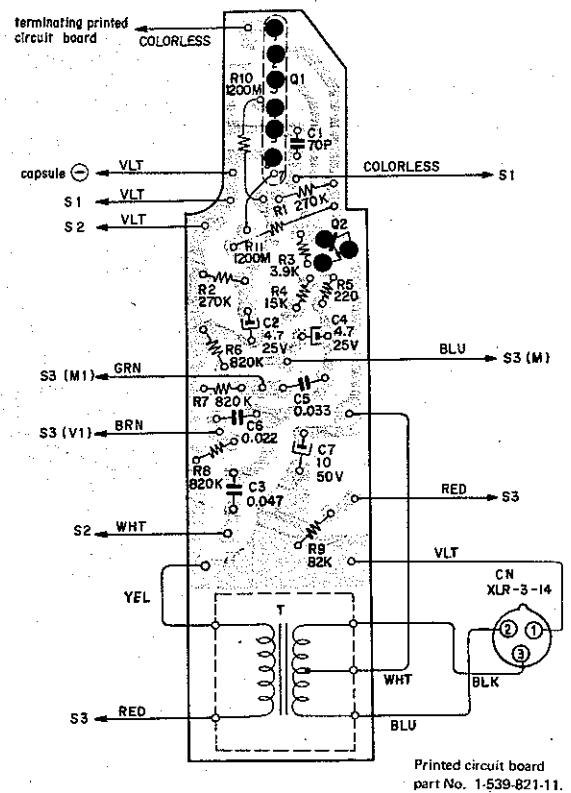 terminating printed
circuit board
COLORLESS
R10
1200M
Q1
C1
70P
capsule ⊖
VLT
COLORLESS
S1
S1
VLT
R1
270K
S2
VLT
Q2
R11
1200M
R3
3.9K
R2
270K
R4
15K
R5
220
C2
4.7
25V
C4
4.7
25V
R6
820K
BLU
S3 (M)
S3 (M1)
GRN
R7 820K
C5
0.033
S3 (V1)
BRN
C6
0.022
R8
820K
C7
10
50V
C3
0.047
RED
S3
S2
WHT
R9
82K
VLT
CN
XLR-3-14
YEL
T
2
1
3
WHT
BLK
S3
RED
BLU
Printed circuit board
part No. 1-539-821-11.